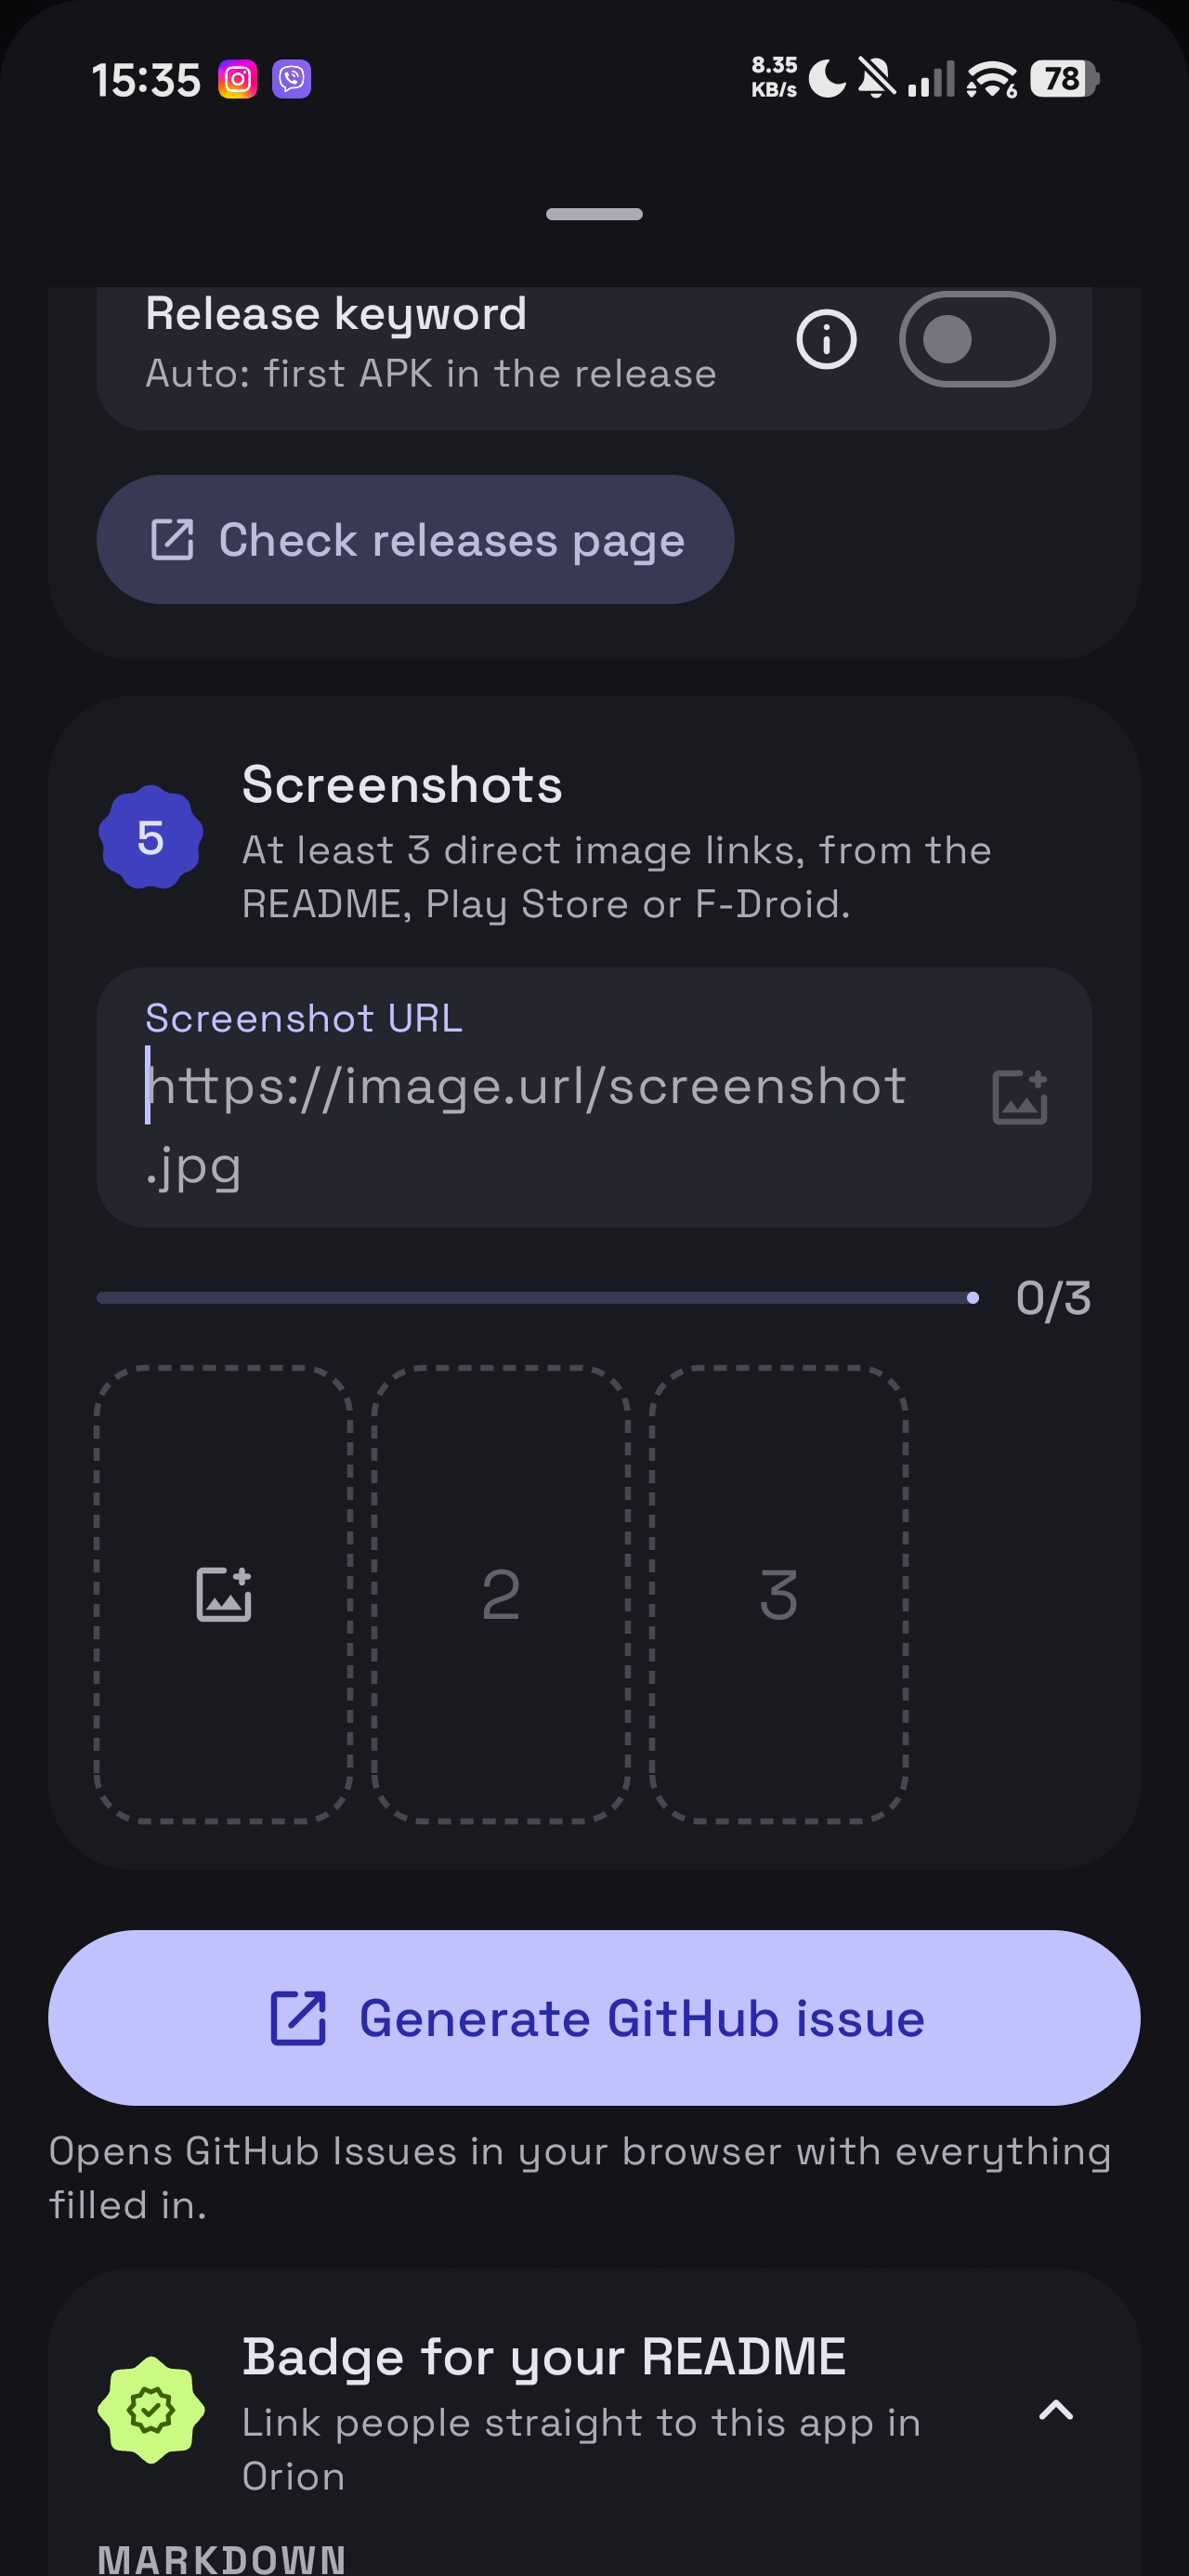 15:35
8.35
KB/s
6
78
Release keyword
Auto: first APK in the release
Check releases page
5
Screenshots
At least 3 direct image links, from the
README, Play Store or F-Droid.
Screenshot URL
https://image.url/screenshot
.jpg
0/3
2
3
Generate GitHub issue
Opens GitHub Issues in your browser with everything
filled in.
Badge for your README
Link people straight to this app in
Orion
MARKDOWN